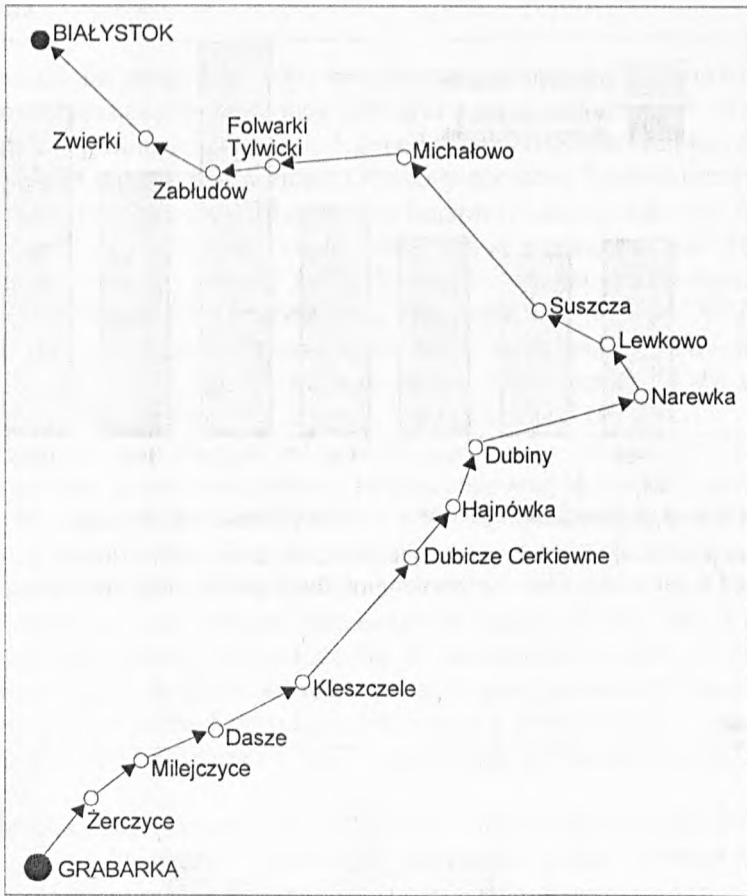 BIAŁYSTOK
Zwierki
Folwarki
Tylwicki
Michałowo
Zabłudów
Suszcza
Lewkowo
Narewka
Dubiny
Hajnówka
Dubicze Cerkiewne
Kleszczele
Dasze
Milejczyce
Żerczyce
GRABARKA